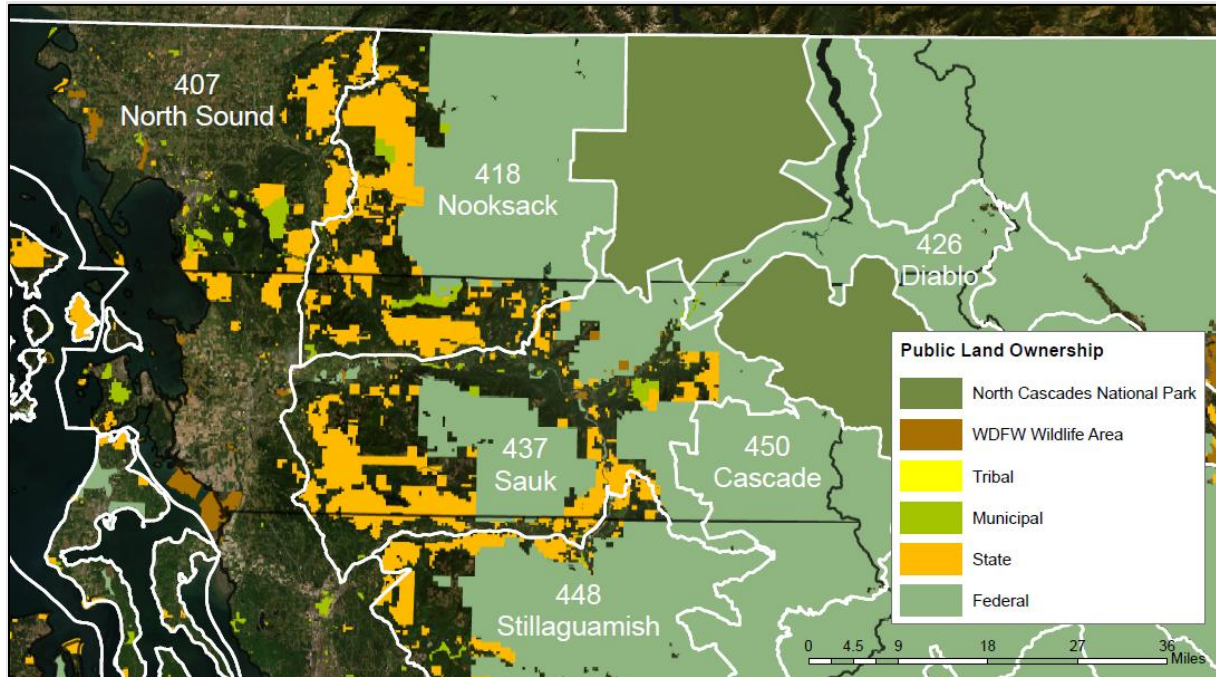 407
North Sound
418
Nooksack
426
Diablo
437
Sauk
450
Cascade
448
Stillaguamish
Public Land Ownership
North Cascades National Park
WDFW Wildlife Area
Tribal
Municipal
State
Federal
0 4.5 9 18 27 36
Miles